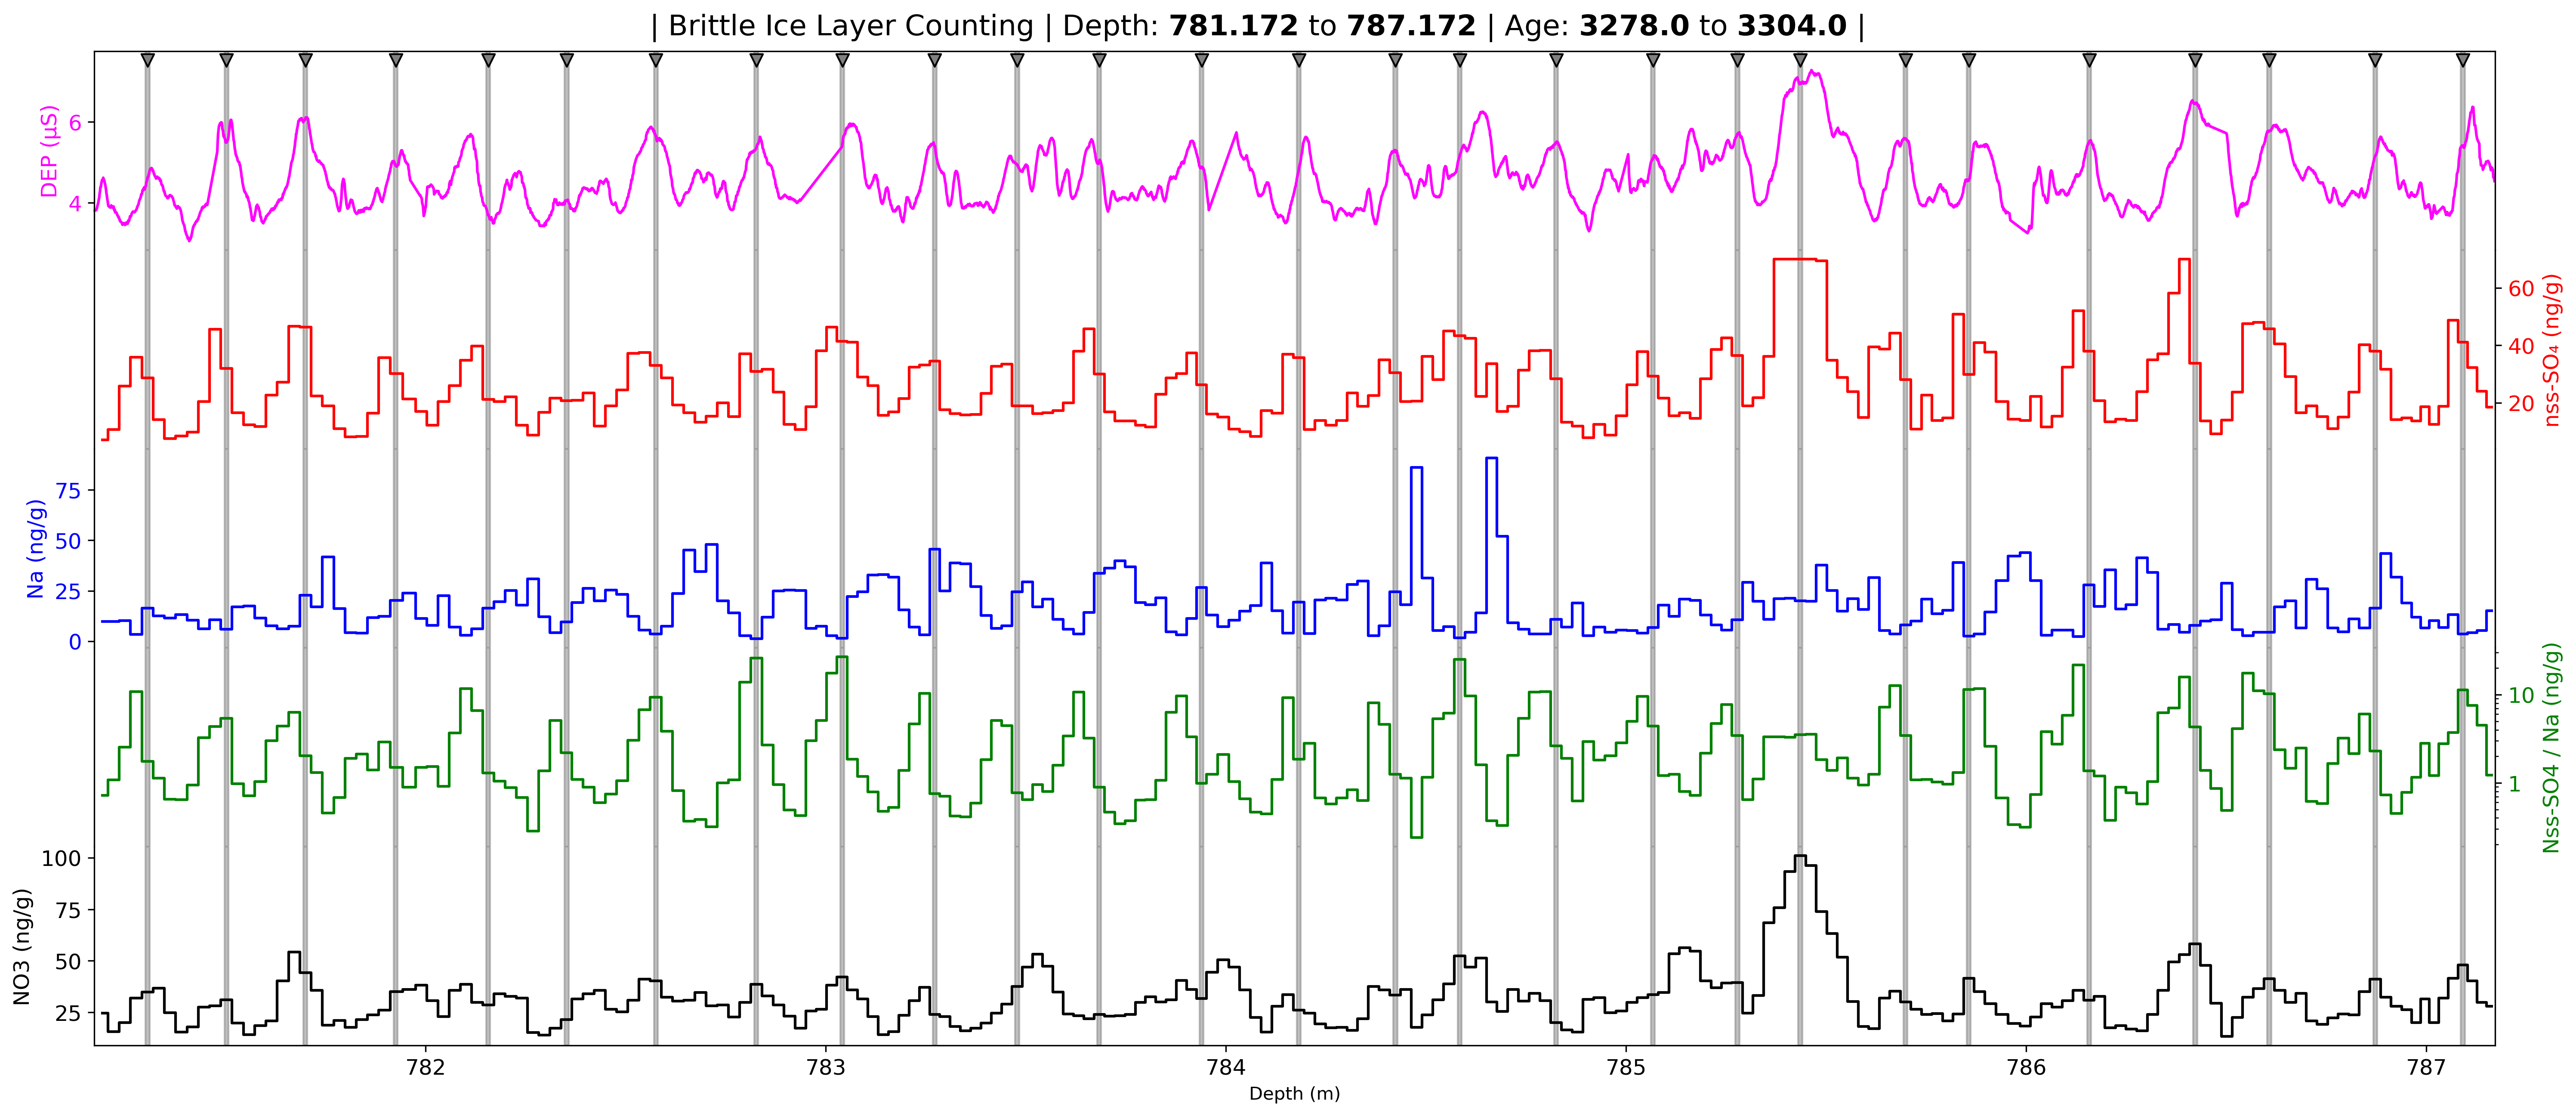 | Brittle Ice Layer Counting | Depth: 781.172 to 787.172 | Age: 3278.0 to 3304.0 |
DEP (µS)
6
4
nss-SO₄ (ng/g)
60
40
20
Na (ng/g)
75
50
25
0
Nss-SO4 / Na (ng/g)
10
1
NO3 (ng/g)
100
75
50
25
782 783 784 785 786 787
Depth (m)